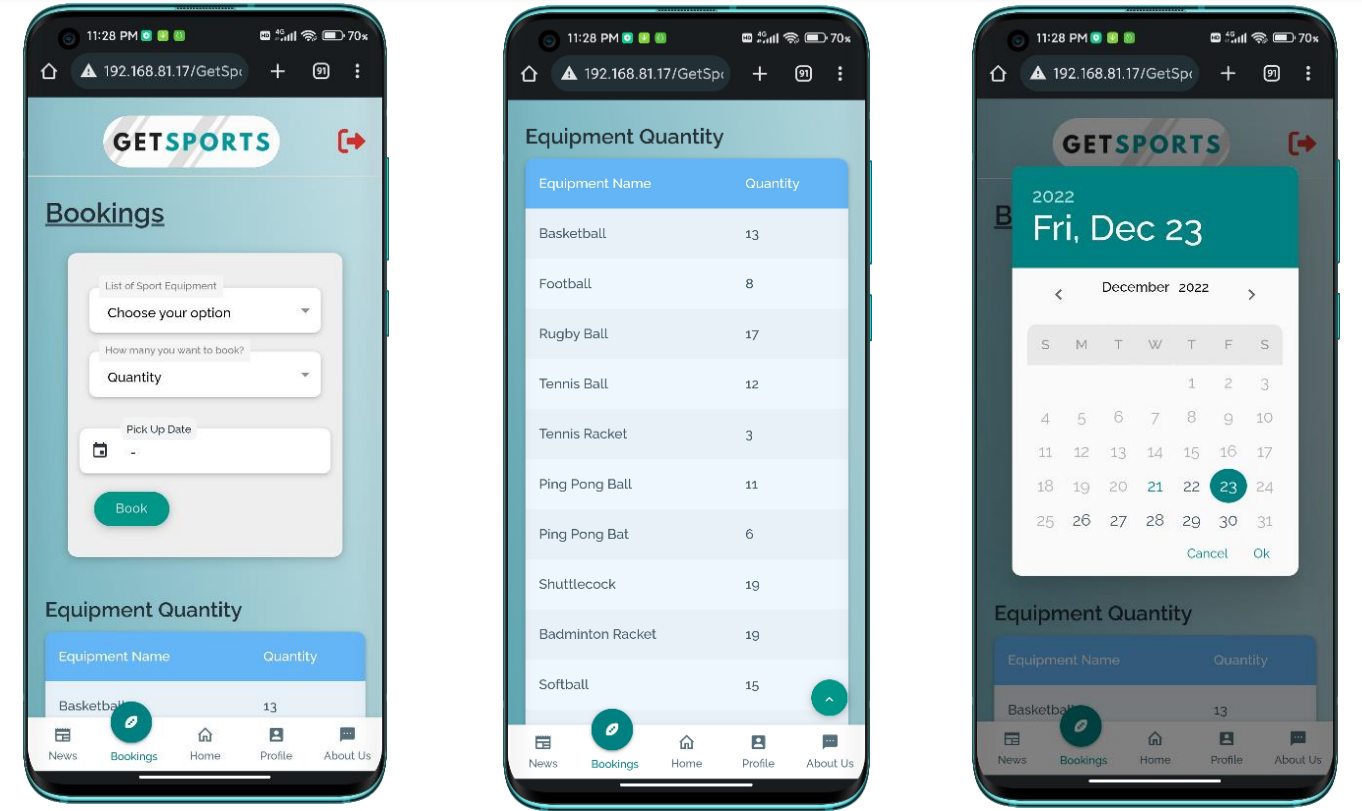 11:28 PM 4G 70%
192.168.81.17/GetSp 91
GETSPORTS
Bookings
List of Sport Equipment
Choose your option
How many you want to book?
Quantity
Pick Up Date
-
Book
Equipment Quantity
Equipment Name Quantity
Basketball 13
News Bookings Home Profile About Us
11:28 PM 4G 70%
192.168.81.17/GetSp 91
Equipment Quantity
Equipment Name Quantity
Basketball 13
Football 8
Rugby Ball 17
Tennis Ball 12
Tennis Racket 3
Ping Pong Ball 11
Ping Pong Bat 6
Shuttlecock 19
Badminton Racket 19
Softball 15
News Bookings Home Profile About Us
11:28 PM 4G 70%
192.168.81.17/GetSp 91
GETSPORTS
B
2022
Fri, Dec 23
December 2022
S M T W T F S
1 2 3
4 5 6 7 8 9 10
11 12 13 14 15 16 17
18 19 20 21 22 23 24
25 26 27 28 29 30 31
Cancel Ok
Equipment Quantity
Equipment Name Quantity
Basketba 13
News Bookings Home Profile About Us